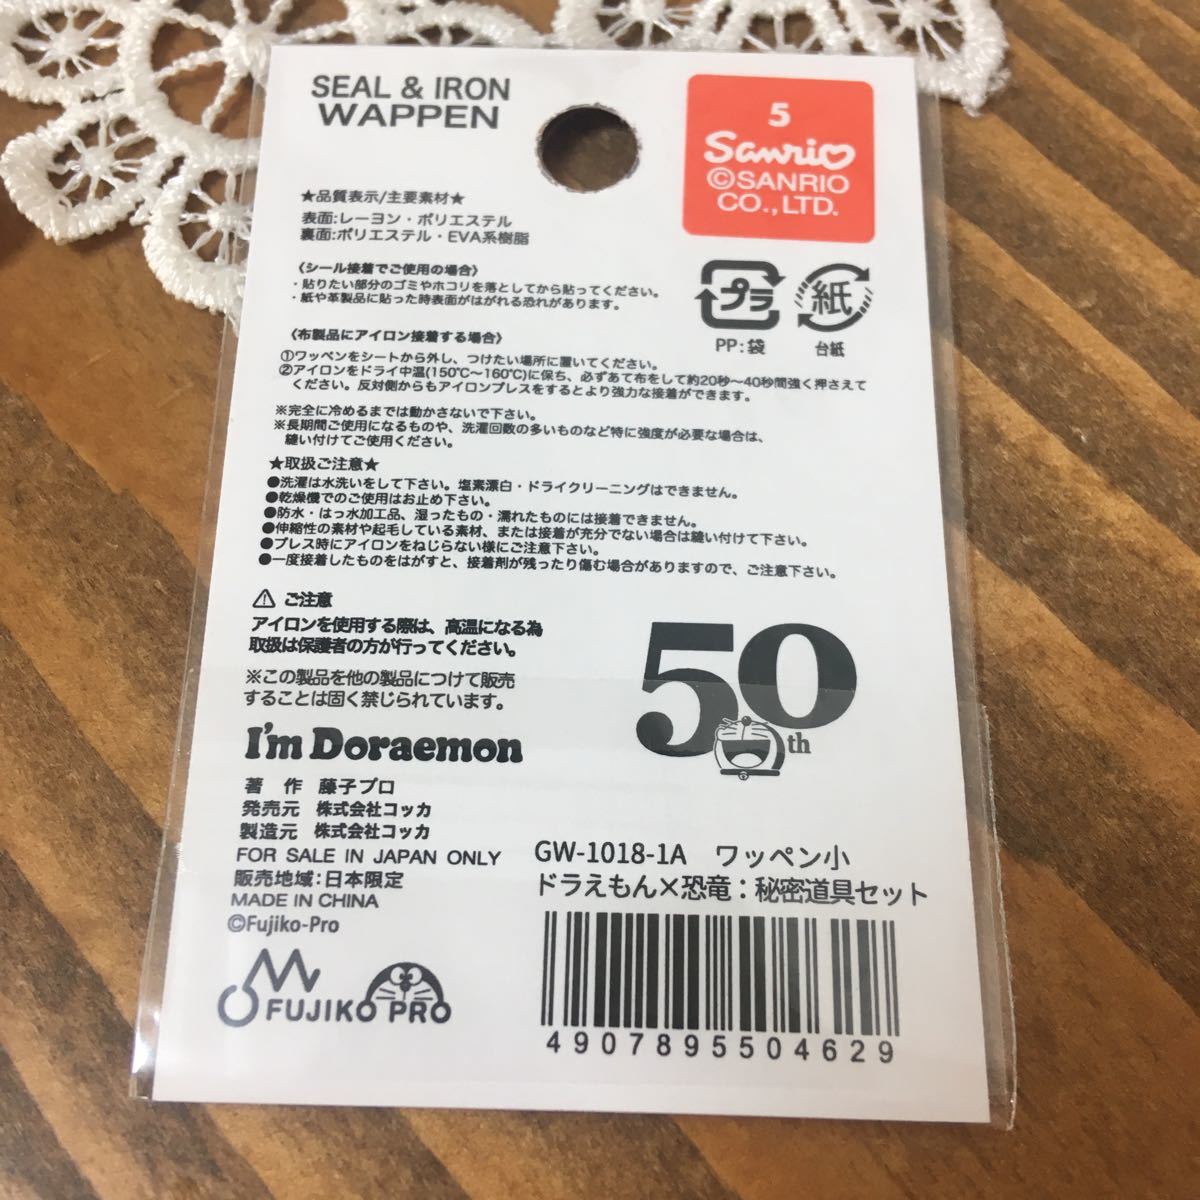 SEAL & IRON
WAPPEN
5
Sanrio
©SANRIO
CO.,LTD.
★品質表示/主要素材★
表面:レーヨン・ポリエステル
裏面:ポリエステル・EVA系樹脂
プラ
PP:袋
紙
台紙
〈シール接着でご使用の場合〉
・貼りたい部分のゴミやホコリを落としてから貼ってください。
・紙や革製品に貼った時表面がはがれる恐れがあります。
〈布製品にアイロン接着する場合〉
①ワッペンをシートから外し、つけたい場所に置いてください。
②アイロンをドライ中温(150℃～160℃)に保ち、必ずあて布をして約20秒～40秒間強く押さえて
ください。反対側からもアイロンプレスをするとより強力な接着ができます。
※完全に冷めるまでは動かさないで下さい。
※長期間ご使用になるものや、洗濯回数の多いものなど特に強度が必要な場合は、
縫い付けてご使用ください。
★取扱ご注意★
●洗濯は水洗いをして下さい。塩素漂白・ドライクリーニングはできません。
●乾燥機でのご使用はお止め下さい。
●防水・はっ水加工品、湿ったもの・濡れたものには接着できません。
●伸縮性の素材や起毛している素材、または接着が充分でない場合は縫い付けて下さい。
●プレス時にアイロンをねじらない様にご注意下さい。
●一度接着したものをはがすと、接着剤が残ったり傷む場合がありますので、ご注意下さい。
⚠ ご注意
アイロンを使用する際は、高温になる為
取扱は保護者の方が行ってください。
※この製品を他の製品につけて販売
することは固く禁じられています。
50th
I'm Doraemon
著 作 藤子プロ
発売元 株式会社コッカ
製造元 株式会社コッカ
FOR SALE IN JAPAN ONLY
販売地域:日本限定
MADE IN CHINA
©Fujiko-Pro
FUJIKO PRO
GW-1018-1A ワッペン小
ドラえもん×恐竜：秘密道具セット
4907895504629